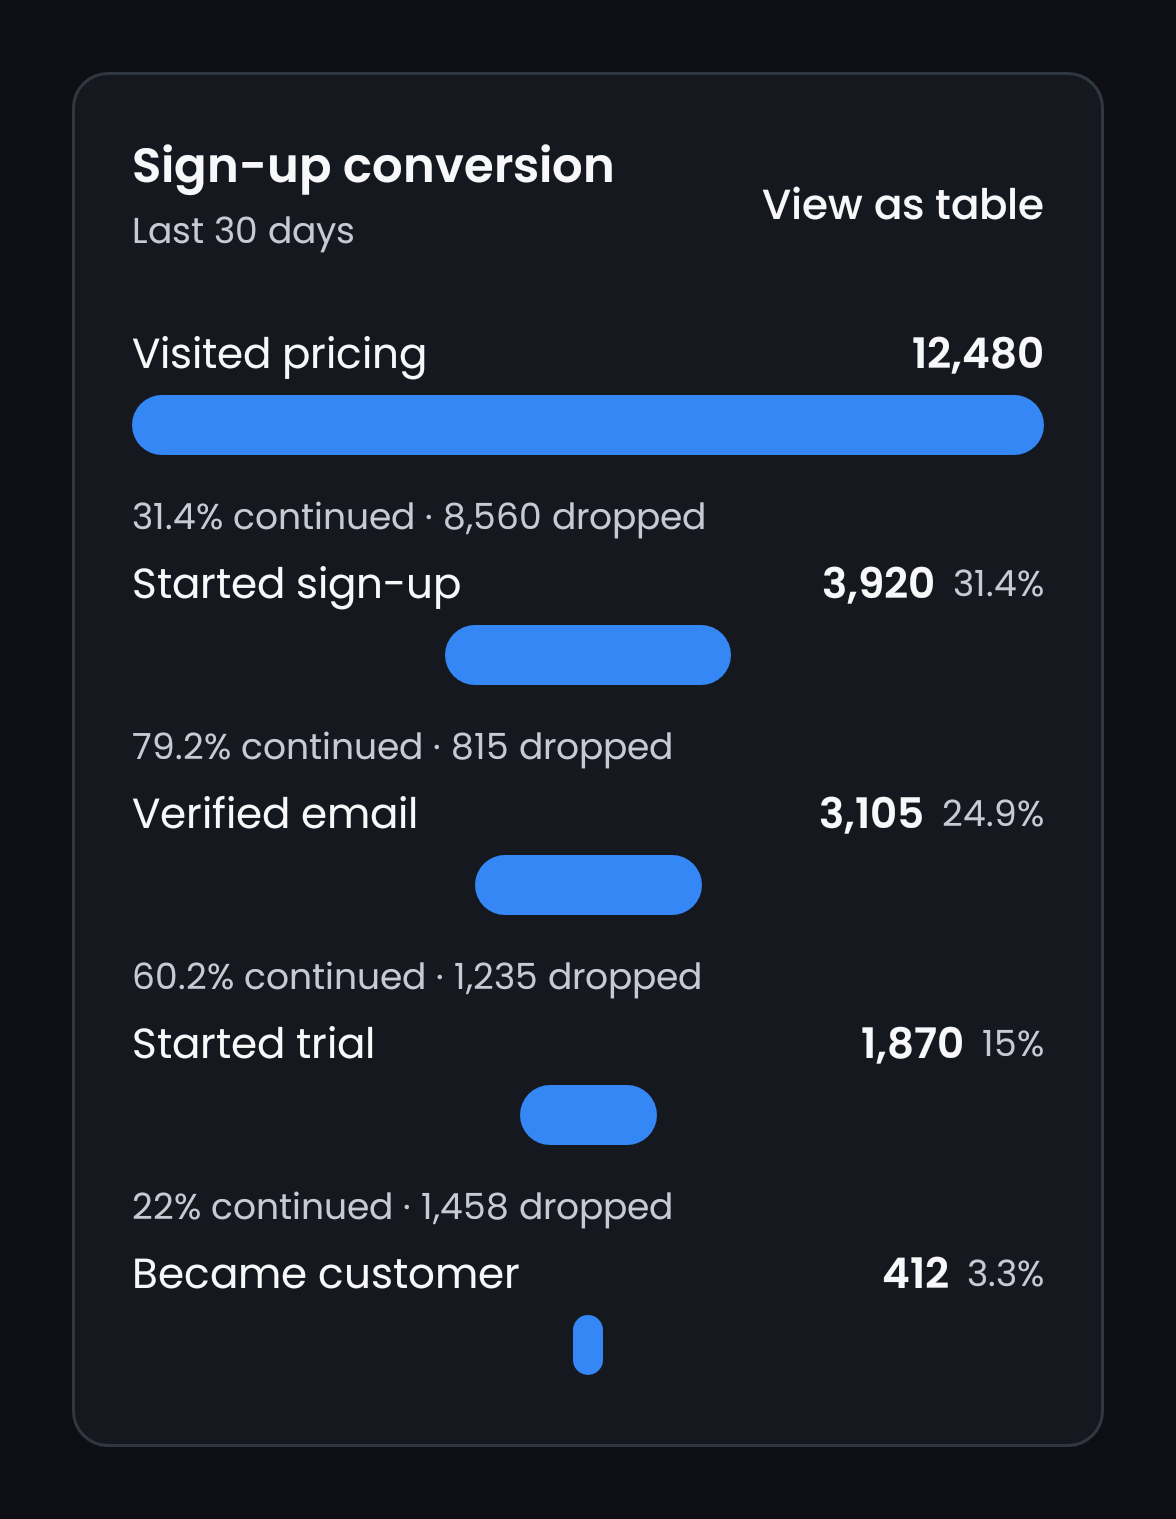 Sign-up conversion
Last 30 days
View as table
Visited pricing 12,480
31.4% continued · 8,560 dropped
Started sign-up 3,920 31.4%
79.2% continued · 815 dropped
Verified email 3,105 24.9%
60.2% continued · 1,235 dropped
Started trial 1,870 15%
22% continued · 1,458 dropped
Became customer 412 3.3%